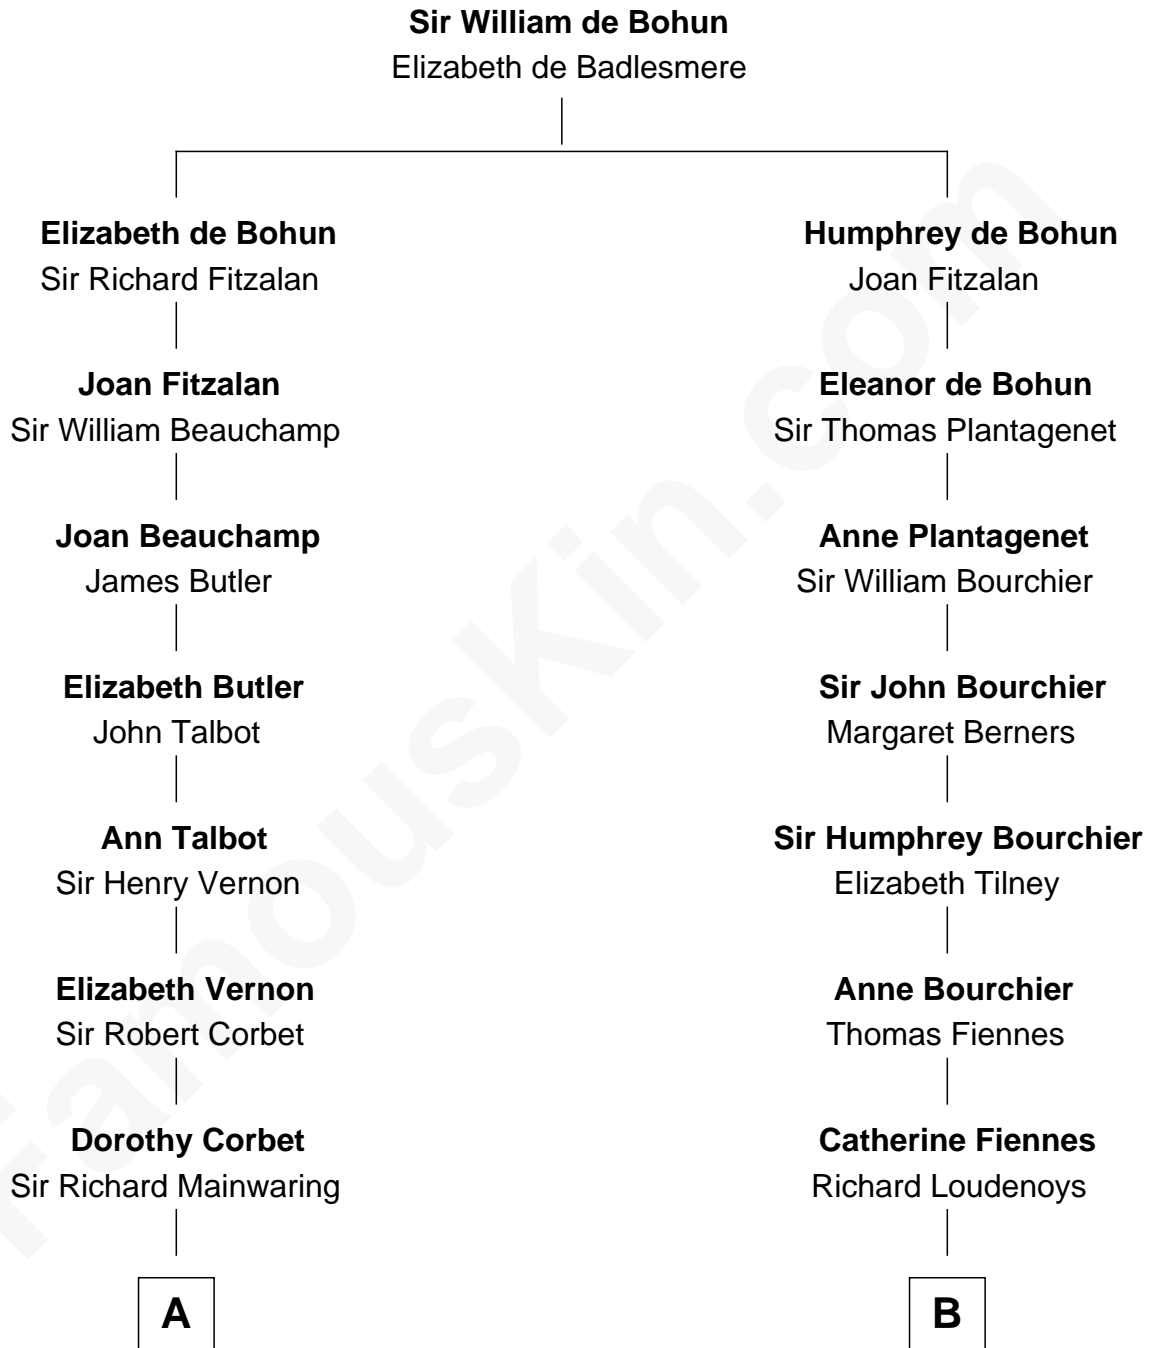 Sir William de Bohun
Elizabeth de Badlesmere
Elizabeth de Bohun
Sir Richard Fitzalan
Humphrey de Bohun
Joan Fitzalan
Joan Fitzalan
Sir William Beauchamp
Eleanor de Bohun
Sir Thomas Plantagenet
Joan Beauchamp
James Butler
Anne Plantagenet
Sir William Bourchier
Elizabeth Butler
John Talbot
Sir John Bourchier
Margaret Berners
Ann Talbot
Sir Henry Vernon
Sir Humphrey Bourchier
Elizabeth Tilney
Elizabeth Vernon
Sir Robert Corbet
Anne Bourchier
Thomas Fiennes
Dorothy Corbet
Sir Richard Mainwaring
Catherine Fiennes
Richard Loudenoys
A
B
FamousKin.com